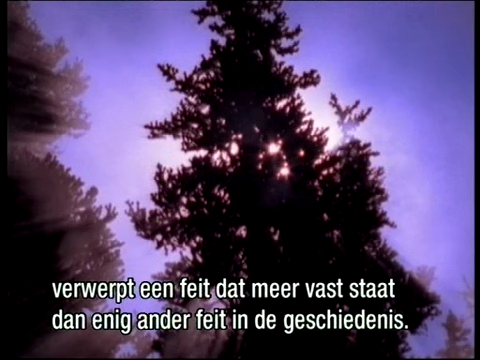 verwerpt een feit dat meer vast staat
dan enig ander feit in de geschiedenis.